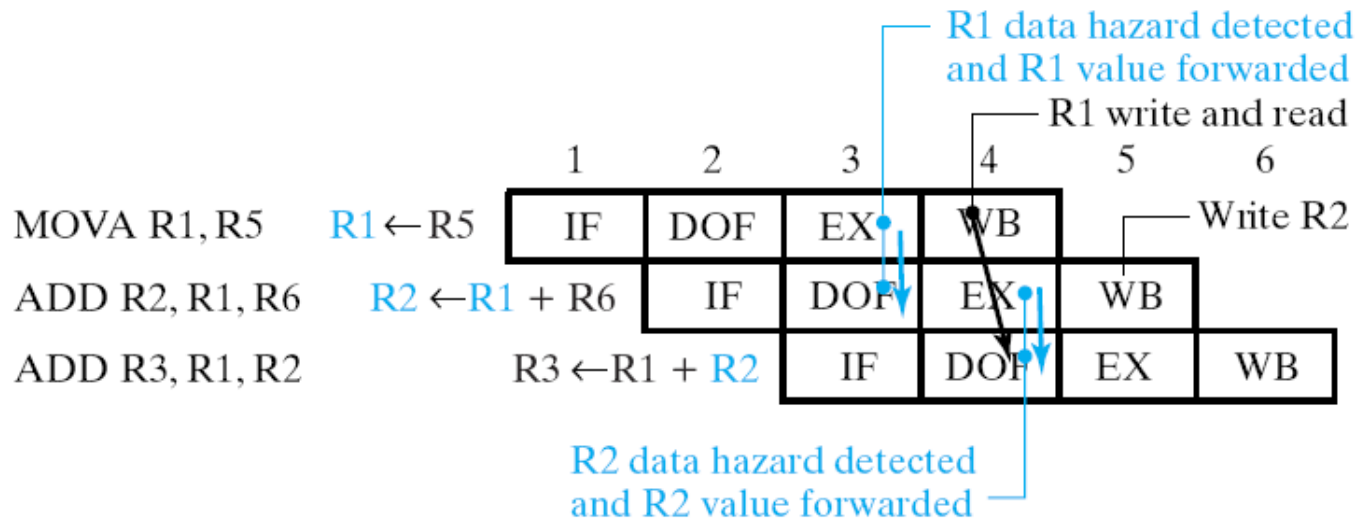 R1 data hazard detected
and R1 value forwarded
R1 write and read
1 2 3 4 5 6
MOVA R1, R5 R1 ← R5 IF DOF EX WB Write R2
ADD R2, R1, R6 R2 ← R1 + R6 IF DOF EX WB
ADD R3, R1, R2 R3 ← R1 + R2 IF DOF EX WB
R2 data hazard detected
and R2 value forwarded